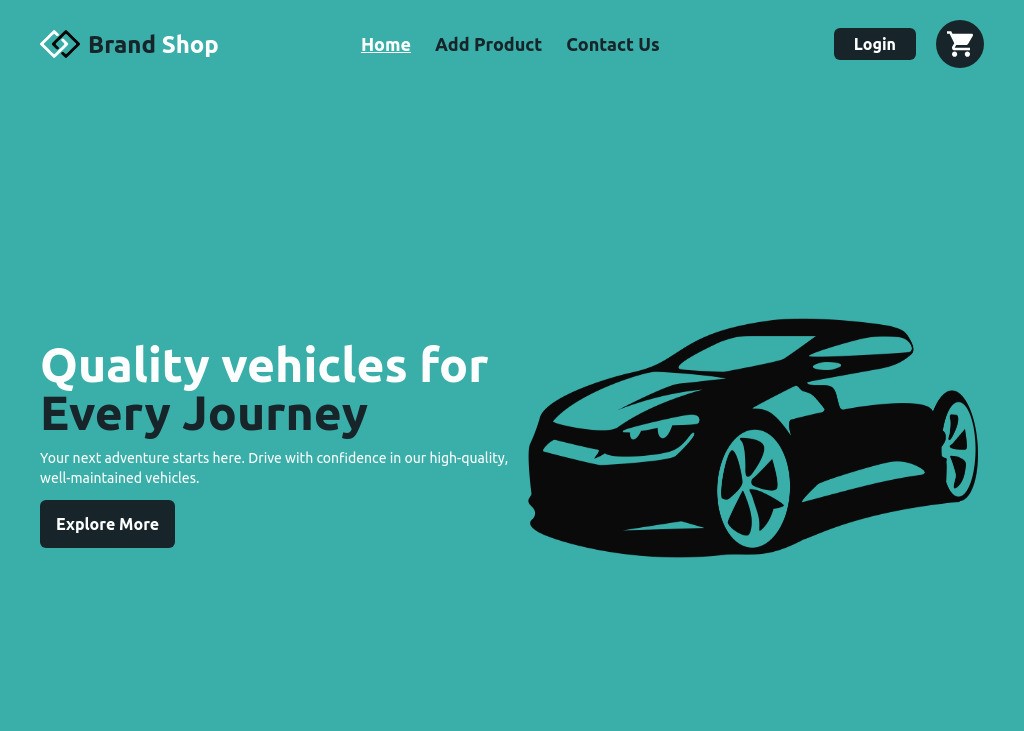 Brand Shop
Home
Add Product
Contact Us
Login
Quality vehicles for
Every Journey
Your next adventure starts here. Drive with confidence in our high-quality,
well-maintained vehicles.
Explore More